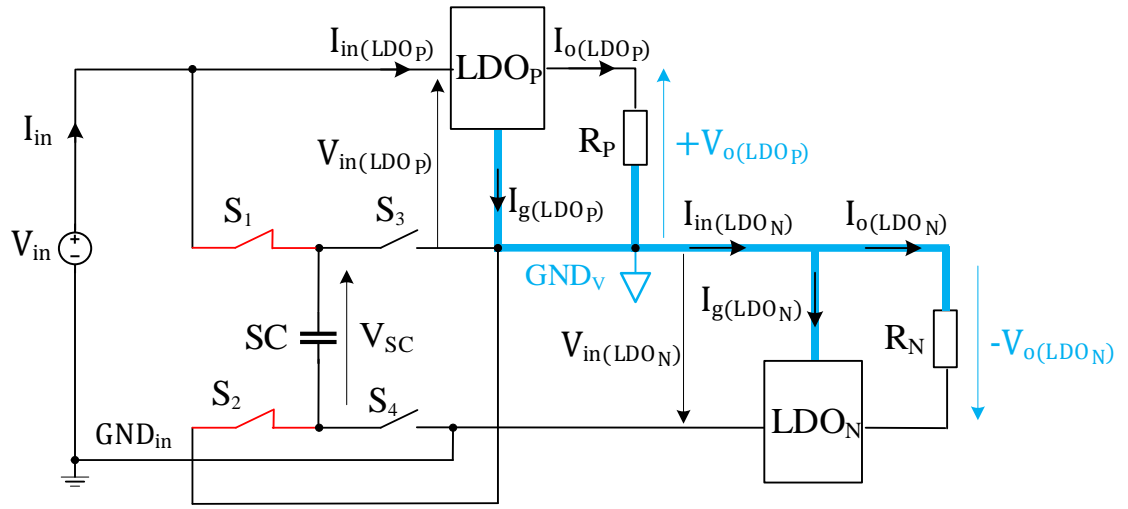 I_in(LDO_P)
I_o(LDO_P)
LDO_P
I_in
V_in(LDO_P)
R_P
+V_o(LDO_P)
I_g(LDO_P)
S_1
S_3
I_in(LDO_N)
I_o(LDO_N)
V_in
+
-
GND_V
I_g(LDO_N)
SC
V_SC
V_in(LDO_N)
R_N
-V_o(LDO_N)
S_2
S_4
GND_in
LDO_N